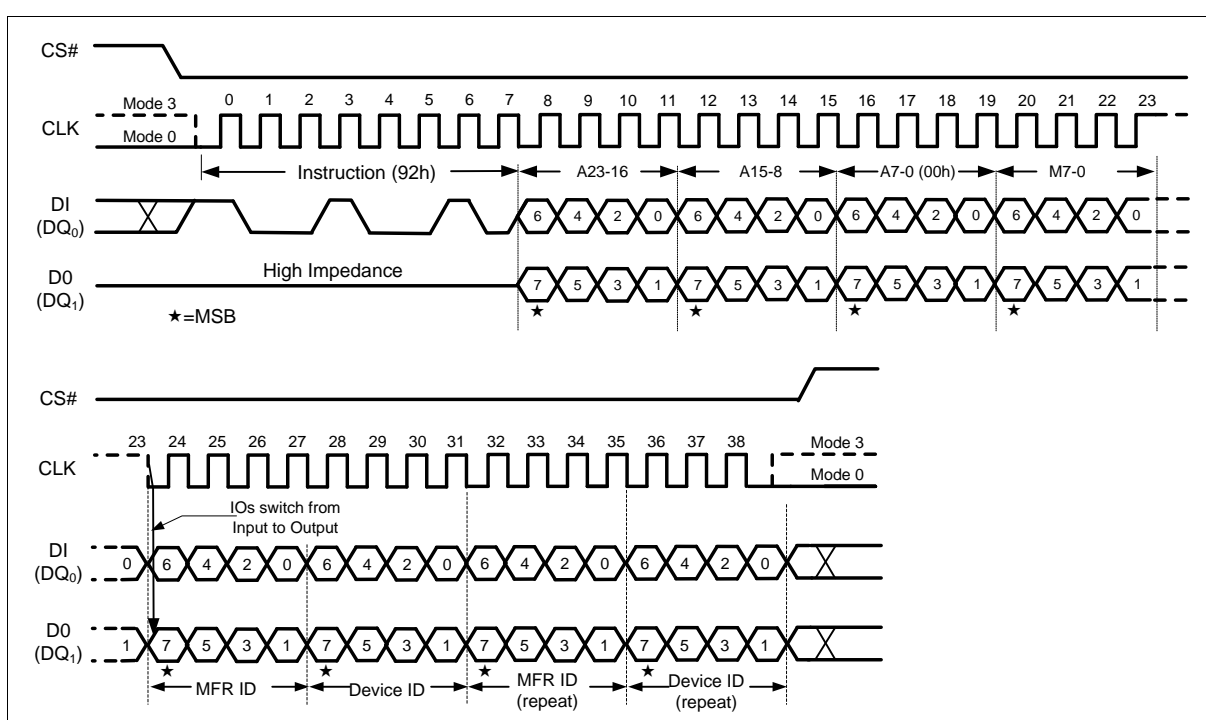 CS#
Mode 3
0 1 2 3 4 5 6 7 8 9 10 11 12 13 14 15 16 17 18 19 20 21 22 23
CLK
Mode 0
Instruction (92h) A23-16 A15-8 A7-0 (00h) M7-0
DI
(DQ0)
6 4 2 0 6 4 2 0 6 4 2 0 6 4 2 0
High Impedance
D0
(DQ1)
7 5 3 1 7 5 3 1 7 5 3 1 7 5 3 1
★=MSB
★ ★ ★ ★
CS#
23 24 25 26 27 28 29 30 31 32 33 34 35 36 37 38
Mode 3
CLK
Mode 0
IOs switch from
Input to Output
DI
(DQ0)
0 6 4 2 0 6 4 2 0 6 4 2 0 6 4 2 0
D0
(DQ1)
1 7 5 3 1 7 5 3 1 7 5 3 1 7 5 3 1
★ ★ ★ ★
MFR ID Device ID MFR ID
(repeat)
Device ID
(repeat)